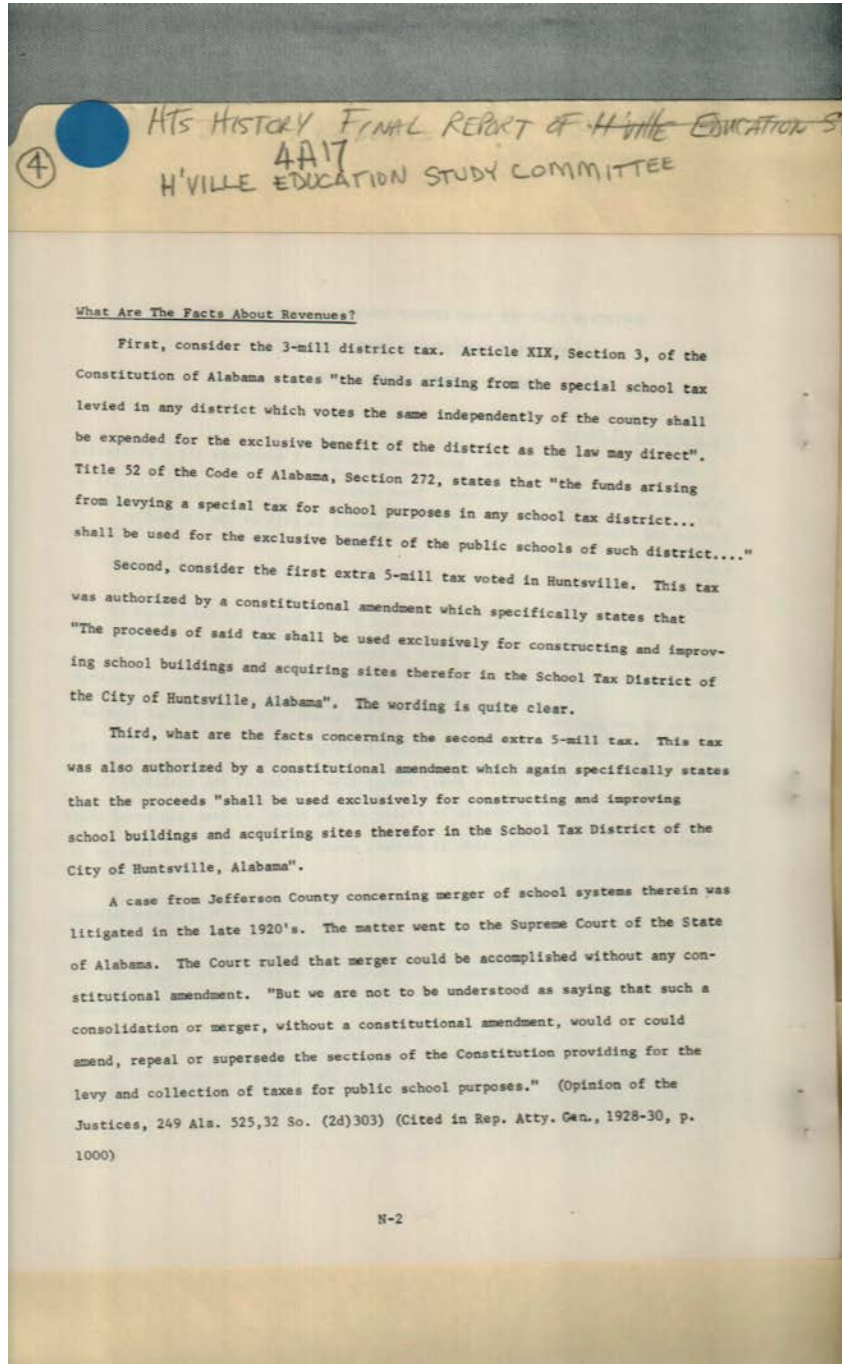 HTS HISTORY FINAL REPORT OF H'ville EDUCATION S
4A17
4
H'VILLE EDUCATION STUDY COMMITTEE
What Are The Facts About Revenues?
First, consider the 3-mill district tax. Article XIX, Section 3, of the
Constitution of Alabama states "the funds arising from the special school tax
levied in any district which votes the same independently of the county shall
be expended for the exclusive benefit of the district as the law may direct".
Title 52 of the Code of Alabama, Section 272, states that "the funds arising
from levying a special tax for school purposes in any school tax district...
shall be used for the exclusive benefit of the public schools of such district...."
Second, consider the first extra 5-mill tax voted in Huntsville. This tax
was authorized by a constitutional amendment which specifically states that
"The proceeds of said tax shall be used exclusively for constructing and improv-
ing school buildings and acquiring sites therefor in the School Tax District of
the City of Huntsville, Alabama". The wording is quite clear.
Third, what are the facts concerning the second extra 5-mill tax. This tax
was also authorized by a constitutional amendment which again specifically states
that the proceeds "shall be used exclusively for constructing and improving
school buildings and acquiring sites therefor in the School Tax District of the
City of Huntsville, Alabama".
A case from Jefferson County concerning merger of school systems therein was
litigated in the late 1920's. The matter went to the Supreme Court of the State
of Alabama. The Court ruled that merger could be accomplished without any con-
stitutional amendment. "But we are not to be understood as saying that such a
consolidation or merger, without a constitutional amendment, would or could
amend, repeal or supersede the sections of the Constitution providing for the
levy and collection of taxes for public school purposes." (Opinion of the
Justices, 249 Ala. 525,32 So. (2d)303) (Cited in Rep. Atty. Gen., 1928-30, p.
1000)
N-2